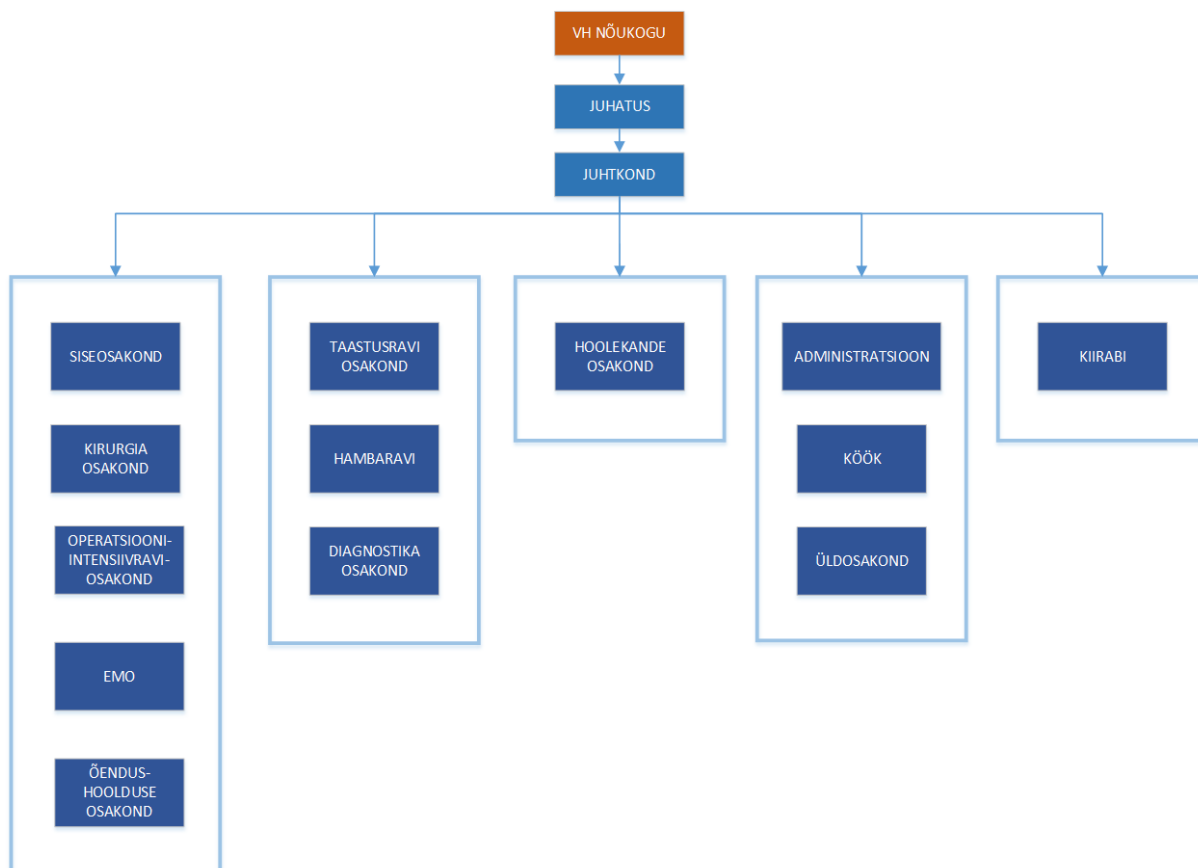 VH NÕUKOGU
JUHATUS
JUHTKOND
SISEOSAKOND
KIRURGIA
OSAKOND
OPERATSIOONI-
INTENSIIVRAVI-
OSAKOND
EMO
ÕENDUS-
HOOLDUSE
OSAKOND
TAASTUSRAVI
OSAKOND
HAMBARAVI
DIAGNOSTIKA
OSAKOND
HOOLEKANDE
OSAKOND
ADMINISTRATSIOON
KÖÖK
ÜLDOSAKOND
KIIRABI